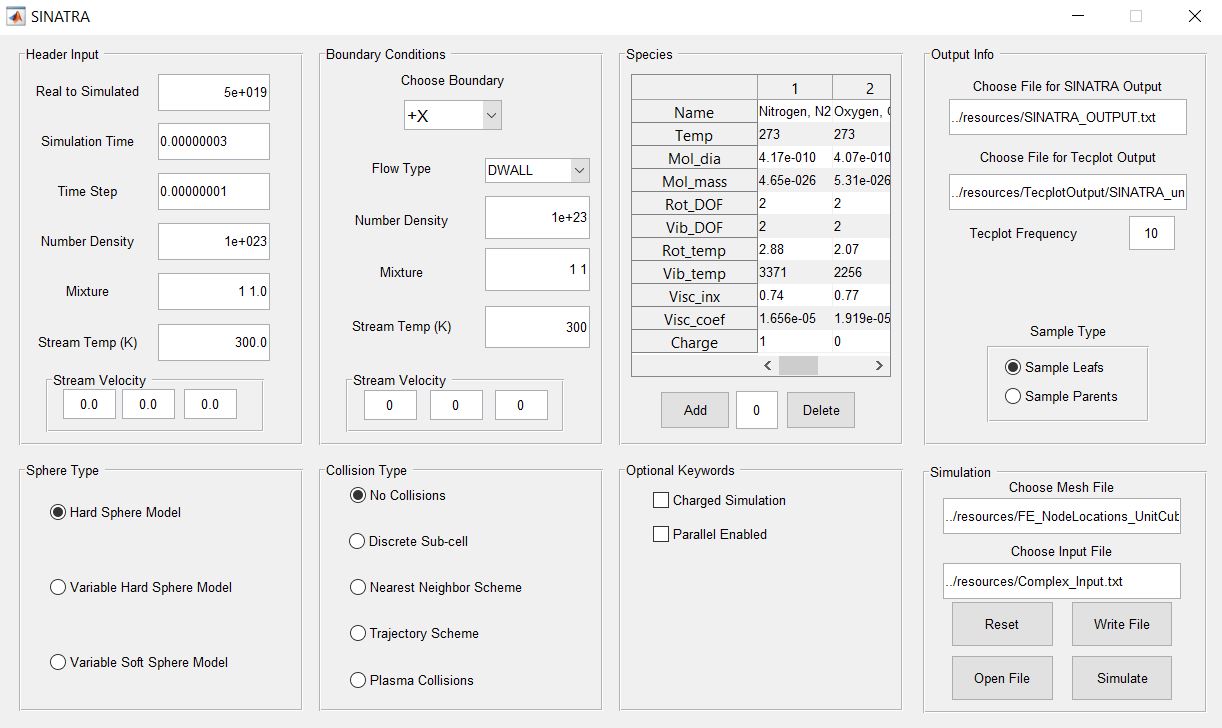 SINATRA
Header Input
Real to Simulated 5e+019
Simulation Time 0.00000003
Time Step 0.00000001
Number Density 1e+023
Mixture 1 1.0
Stream Temp (K) 300.0
Stream Velocity
0.0 0.0 0.0
Boundary Conditions
Choose Boundary
+X
Flow Type DWALL
Number Density 1e+23
Mixture 1 1
Stream Temp (K) 300
Stream Velocity
0 0 0
Species
1 2
Name Nitrogen, N2 Oxygen,
Temp 273 273
Mol_dia 4.17e-010 4.07e-010
Mol_mass 4.65e-026 5.31e-026
Rot_DOF 2 2
Vib_DOF 2 2
Rot_temp 2.88 2.07
Vib_temp 3371 2256
Visc_inx 0.74 0.77
Visc_coef 1.656e-05 1.919e-05
Charge 1 0
Add 0 Delete
Output Info
Choose File for SINATRA Output
../resources/SINATRA_OUTPUT.txt
Choose File for Tecplot Output
../resources/TecplotOutput/SINATRA_un
Tecplot Frequency 10
Sample Type
Sample Leafs
Sample Parents
Sphere Type
Hard Sphere Model
Variable Hard Sphere Model
Variable Soft Sphere Model
Collision Type
No Collisions
Discrete Sub-cell
Nearest Neighbor Scheme
Trajectory Scheme
Plasma Collisions
Optional Keywords
Charged Simulation
Parallel Enabled
Simulation
Choose Mesh File
../resources/FE_NodeLocations_UnitCub
Choose Input File
../resources/Complex_Input.txt
Reset Write File
Open File Simulate